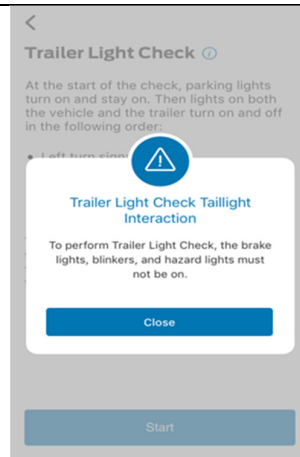 Trailer Light Check
At the start of the check, parking lights
turn on and stay on. Then lights on both
the vehicle and the trailer turn on and off
in the following order:
Left turn
Trailer Light Check Taillight
Interaction
To perform Trailer Light Check, the brake
lights, blinkers, and hazard lights must
not be on.
Close
Start